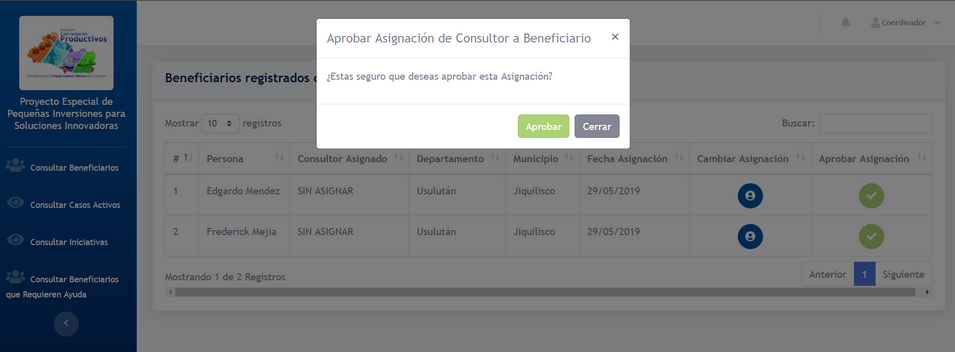 Corredores
Productivos
Proyecto Especial de
Pequeñas Inversiones para
Soluciones Innovadoras
Consultar Beneficiarios
Consultar Casos Activos
Consultar Iniciativas
Consultar Beneficiarios
que Requieren Ayuda
Coordinador
Aprobar Asignación de Consultor a Beneficiario ×
¿Estas seguro que deseas aprobar esta Asignación?
Aprobar Cerrar
Beneficiarios registrados
Mostrar 10 registros Buscar:
# Persona Consultor Asignado Departamento Municipio Fecha Asignación Cambiar Asignación Aprobar Asignación
1 Edgardo Mendez SIN ASIGNAR Usulután Jiquilisco 29/05/2019
2 Frederick Mejia SIN ASIGNAR Usulután Jiquilisco 29/05/2019
Mostrando 1 de 2 Registros
Anterior 1 Siguiente